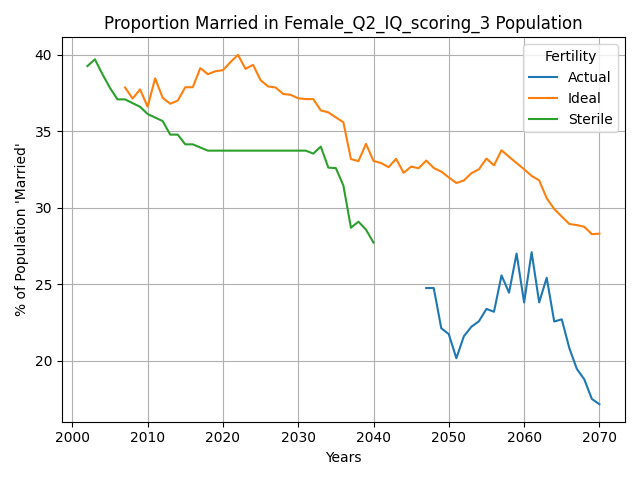 Proportion Married in Female_Q2_IQ_scoring_3 Population
Fertility
Actual
Ideal
Sterile
% of Population 'Married'
40
35
30
25
20
2000 2010 2020 2030 2040 2050 2060 2070
Years